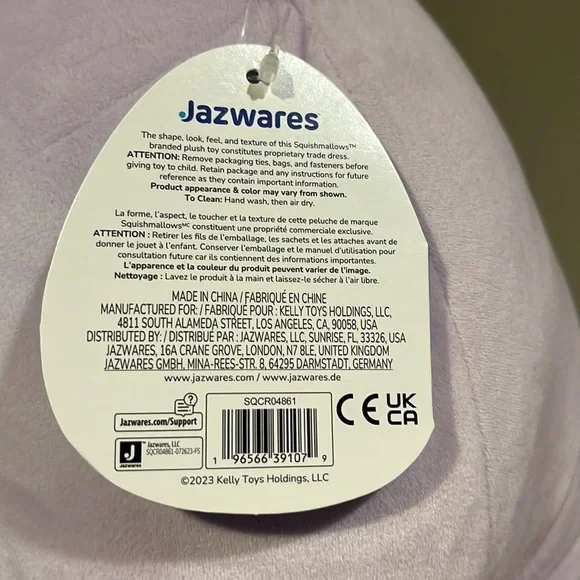 Jazwares
The shape, look, feel, and texture of this Squishmallows™
branded plush toy constitutes proprietary trade dress.
ATTENTION: Remove packaging ties, bags, and fasteners before
giving toy to child. Retain package and any instructions for future
reference as they contain important information.
Product appearance & color may vary from shown.
To Clean: Hand wash, then air dry.
La forme, l'aspect, le toucher et la texture de cette peluche de marque
Squishmallowsᴹᶜ constituent une propriété commerciale exclusive.
ATTENTION : Retirer les fils de l'emballage, les sachets et les attaches avant de
donner le jouet à l'enfant. Conserver l'emballage et le manuel d'utilisation pour
consultation future car ils contiennent des informations importantes.
L'apparence et la couleur du produit peuvent varier de l'image.
Nettoyage : Lavez le produit à la main et laissez-le sécher à l'air libre.
MADE IN CHINA / FABRIQUÉ EN CHINE
MANUFACTURED FOR: / FABRIQUÉ POUR : KELLY TOYS HOLDINGS, LLC,
4811 SOUTH ALAMEDA STREET, LOS ANGELES, CA, 90058, USA
DISTRIBUTED BY: / DISTRIBUÉ PAR : JAZWARES, LLC, SUNRISE, FL, 33326, USA
JAZWARES, 16A CRANE GROVE, LONDON, N7 8LE, UNITED KINGDOM
JAZWARES GMBH, MINA-REES-STR. 8, 64295 DARMSTADT, GERMANY
www.jazwares.com / www.jazwares.de
?
Jazwares.com/Support
Jazwares
™ Jazwares, LLC
SQCR04861-072623-FS
SQCR04861
1 96566 39107 9
CE UK
CA
©2023 Kelly Toys Holdings, LLC